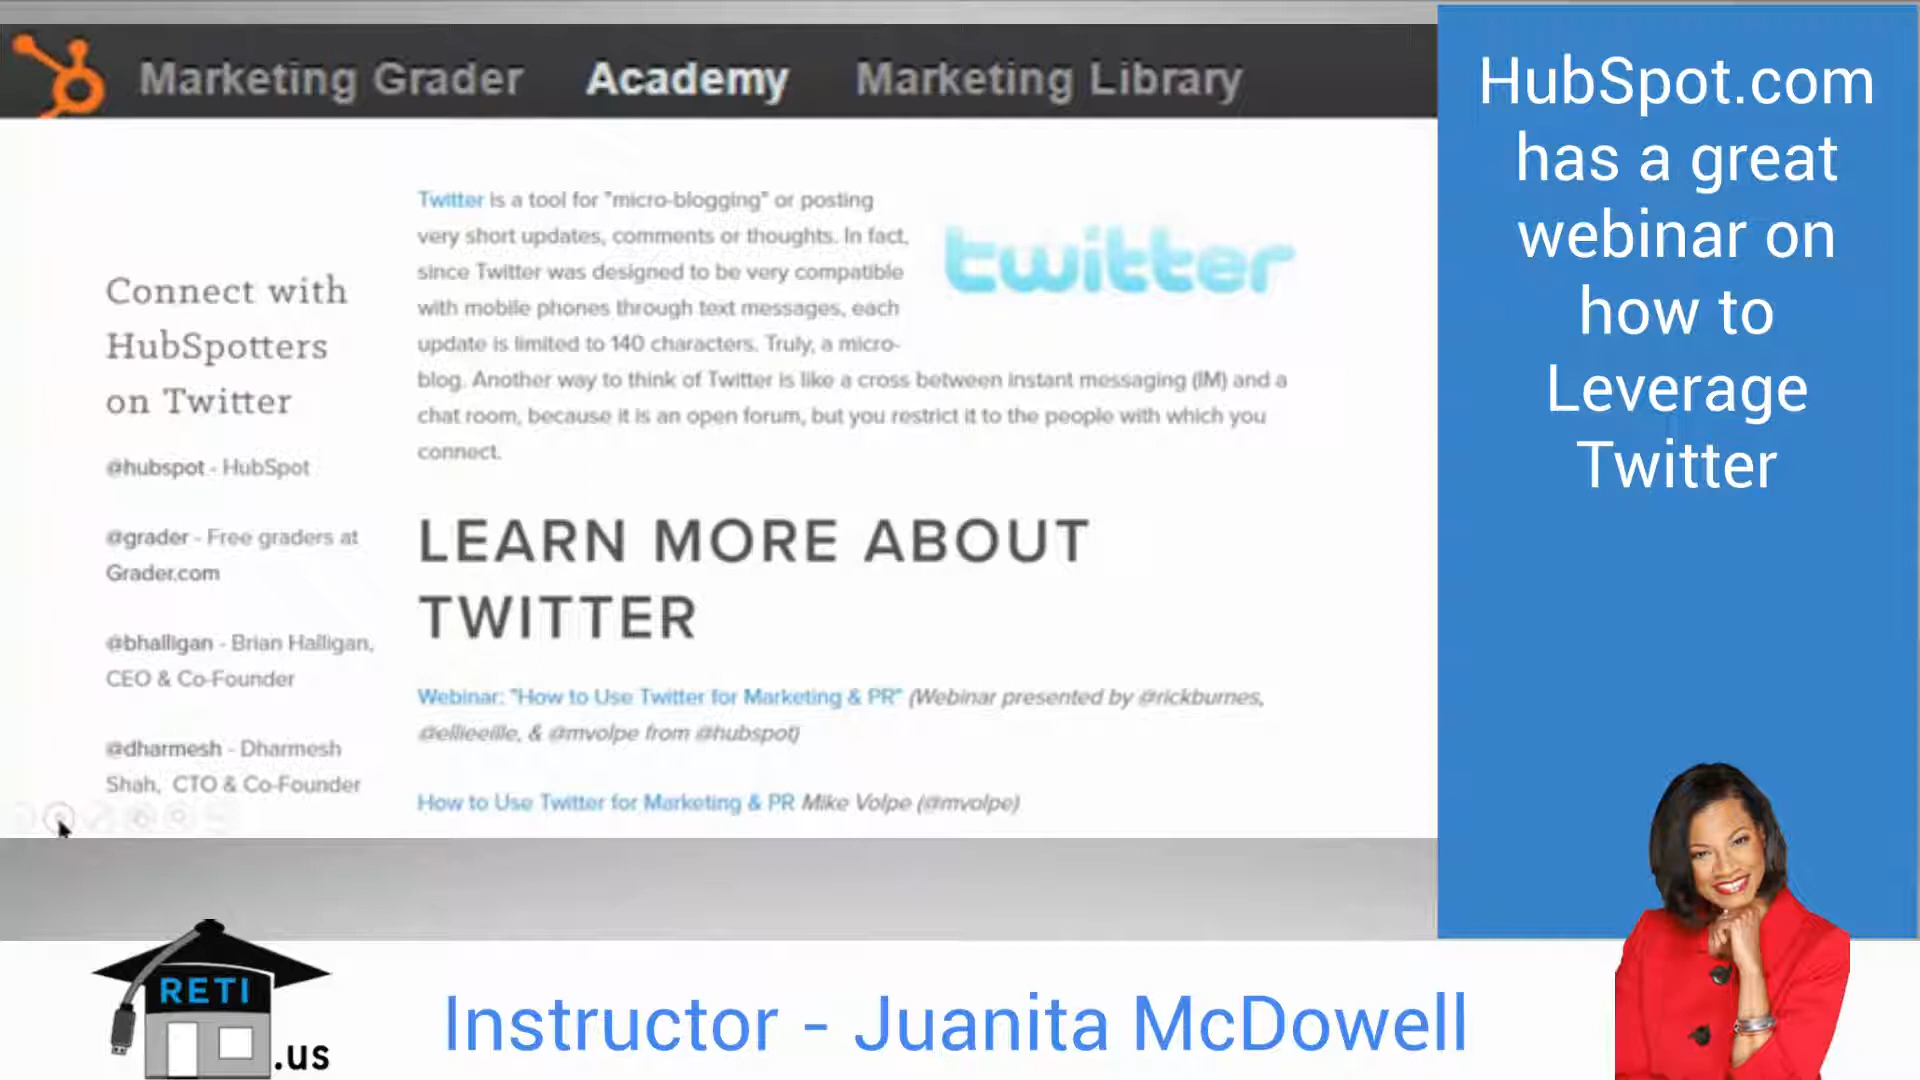 Marketing Grader Academy Marketing Library
Connect with
HubSpotters
on Twitter
@hubspot - HubSpot
@grader - Free graders at
Grader.com
@bhalligan - Brian Halligan,
CEO & Co-Founder
@dharmesh - Dharmesh
Shah, CTO & Co-Founder
Twitter is a tool for "micro-blogging" or posting
very short updates, comments or thoughts. In fact,
since Twitter was designed to be very compatible
with mobile phones through text messages, each
update is limited to 140 characters. Truly, a micro-
blog. Another way to think of Twitter is like a cross between instant messaging (IM) and a
chat room, because it is an open forum, but you restrict it to the people with which you
connect.
twitter
LEARN MORE ABOUT
TWITTER
Webinar: "How to Use Twitter for Marketing & PR" (Webinar presented by @rickburnes,
@ellieeille, & @mvolpe from @hubspot)
How to Use Twitter for Marketing & PR Mike Volpe (@mvolpe)
HubSpot.com
has a great
webinar on
how to
Leverage
Twitter
RETI
.us
Instructor - Juanita McDowell